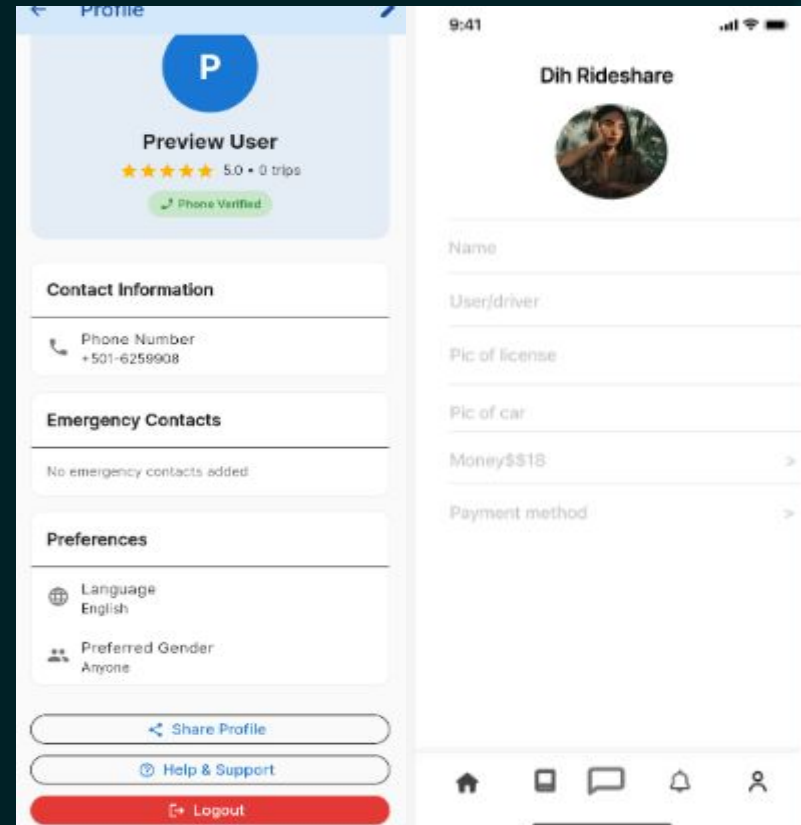 Profile
P
Preview User
5.0 • 0 trips
Phone Verified
Contact Information
Phone Number
+501-6259908
Emergency Contacts
No emergency contacts added
Preferences
Language
English
Preferred Gender
Anyone
Share Profile
Help & Support
Logout
9:41
Dih Rideshare
Name
User/driver
Pic of license
Pic of car
Money$$18 >
Payment method >